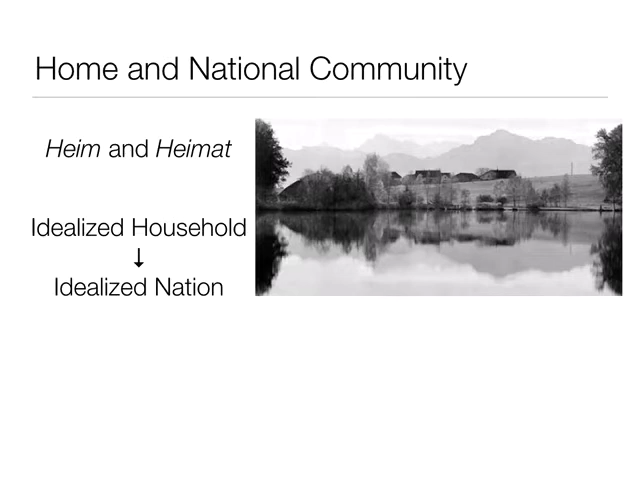 Home and National Community
Heim and Heimat
Idealized Household
↓
Idealized Nation